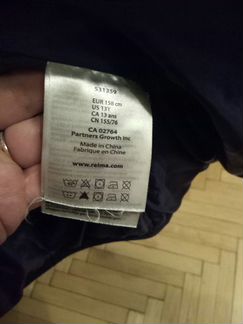 531359
EUR 158 cm
US 13Y
CA 13 ans
CN 155/76
CA 02764
Partners Growth Inc
Made in China
Fabriqué en Chine
www.reima.com